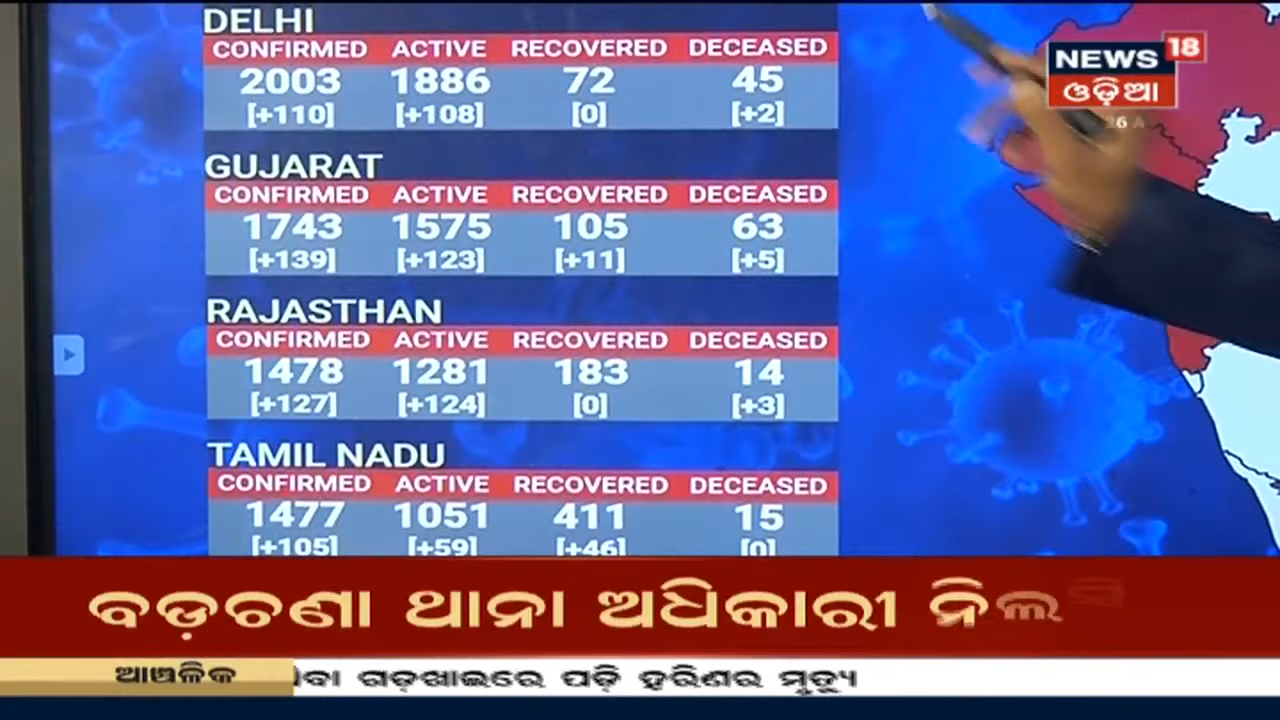 DELHI
CONFIRMED ACTIVE RECOVERED DECEASED
2003 1886 72 45
[+110] [+108] [0] [+2]
GUJARAT
CONFIRMED ACTIVE RECOVERED DECEASED
1743 1575 105 63
[+139] [+123] [+11] [+5]
RAJASTHAN
CONFIRMED ACTIVE RECOVERED DECEASED
1478 1281 183 14
[+127] [+124] [0] [+3]
TAMIL NADU
CONFIRMED ACTIVE RECOVERED DECEASED
1477 1051 411 15
[+105] [+59] [+46] [0]
NEWS 18
ଓଡ଼ିଆ
ବଡ଼ଚଣା ଥାନା ଅଧିକାରୀ
ଆଞ୍ଚଳିକ
ଗଡ଼ଖାଇରେ ପଡ଼ି ହରିଣର ମୃତ୍ୟୁ